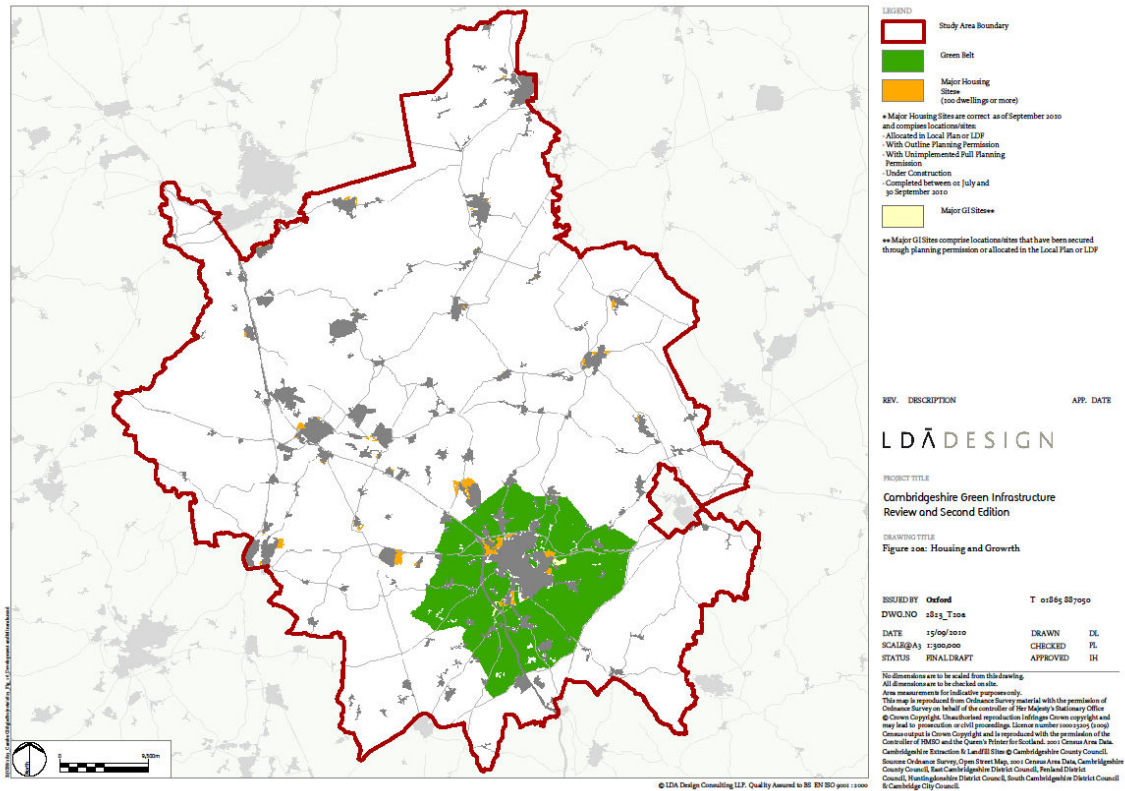 LEGEND
Study Area Boundary
Green Belt
Major Housing
Sites*
(100 dwellings or more)
* Major Housing Sites are correct as of September 2010
and comprises locations/sites:
- Allocated in Local Plan or LDF
- With Outline Planning Permission
- With Unimplemented Full Planning
Permission
- Under Construction
- Completed between 01 July and
30 September 2010
Major GI Sites**
** Major GI Sites comprise locations/sites that have been secured
through planning permission or allocated in the Local Plan or LDF
REV. DESCRIPTION APP. DATE
LDĀDESIGN
PROJECT TITLE
Cambridgeshire Green Infrastructure
Review and Second Edition
DRAWING TITLE
Figure 20a: Housing and Growth
ISSUED BY Oxford T 01865 887050
DWG.NO 2813_T20a
DATE 15/09/2010 DRAWN DL
SCALE@A3 1:300,000 CHECKED PL
STATUS FINAL DRAFT APPROVED IH
No dimensions are to be scaled from this drawing.
All dimensions are to be checked on site.
Area measurements for indicative purposes only.
This map is reproduced from Ordnance Survey material with the permission of
Ordnance Survey on behalf of the controller of Her Majesty's Stationary Office
© Crown Copyright. Unauthorised reproduction infringes Crown copyright and
may lead to prosecution or civil proceedings. Licence number 100023205 (2009)
Census output is Crown Copyright and is reproduced with the permission of the
Controller of HMSO and the Queen's Printer for Scotland. 2001 Census Area Data.
Cambridgeshire Extraction & Landfill Sites © Cambridgeshire County Council.
Sources: Ordnance Survey, Open Street Map, 2001 Census Area Data, Cambridgeshire
County Council, East Cambridgeshire District Council, Fenland District
Council, Huntingdonshire District Council, South Cambridgeshire District Council
& Cambridge City Council.
North
0 9,500m
© LDA Design Consulting LLP. Quality Assured to BS EN ISO 9001 : 2000